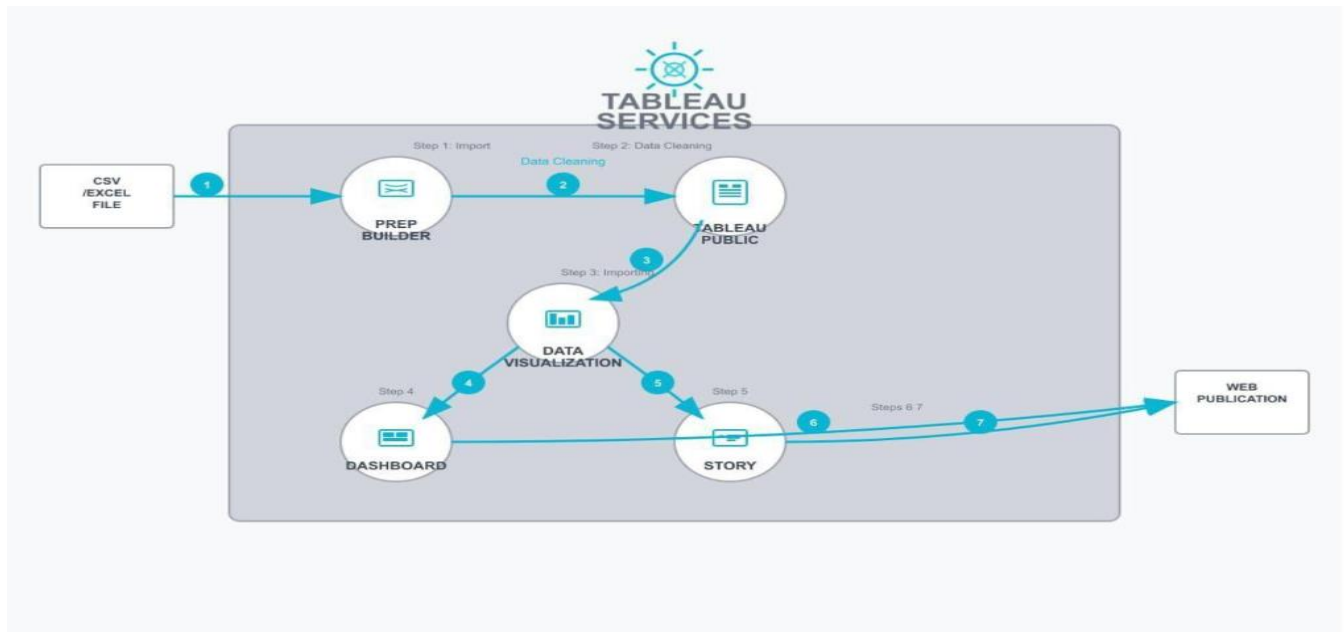 TABLEAU
SERVICES
Step 1: Import
Step 2: Data Cleaning
Data Cleaning
CSV
/EXCEL
FILE
1
2
PREP
BUILDER
TABLEAU
PUBLIC
3
Step 3: Importing
DATA
VISUALIZATION
4
5
Step 4
Step 5
Steps 6 7
WEB
PUBLICATION
6
7
DASHBOARD
STORY